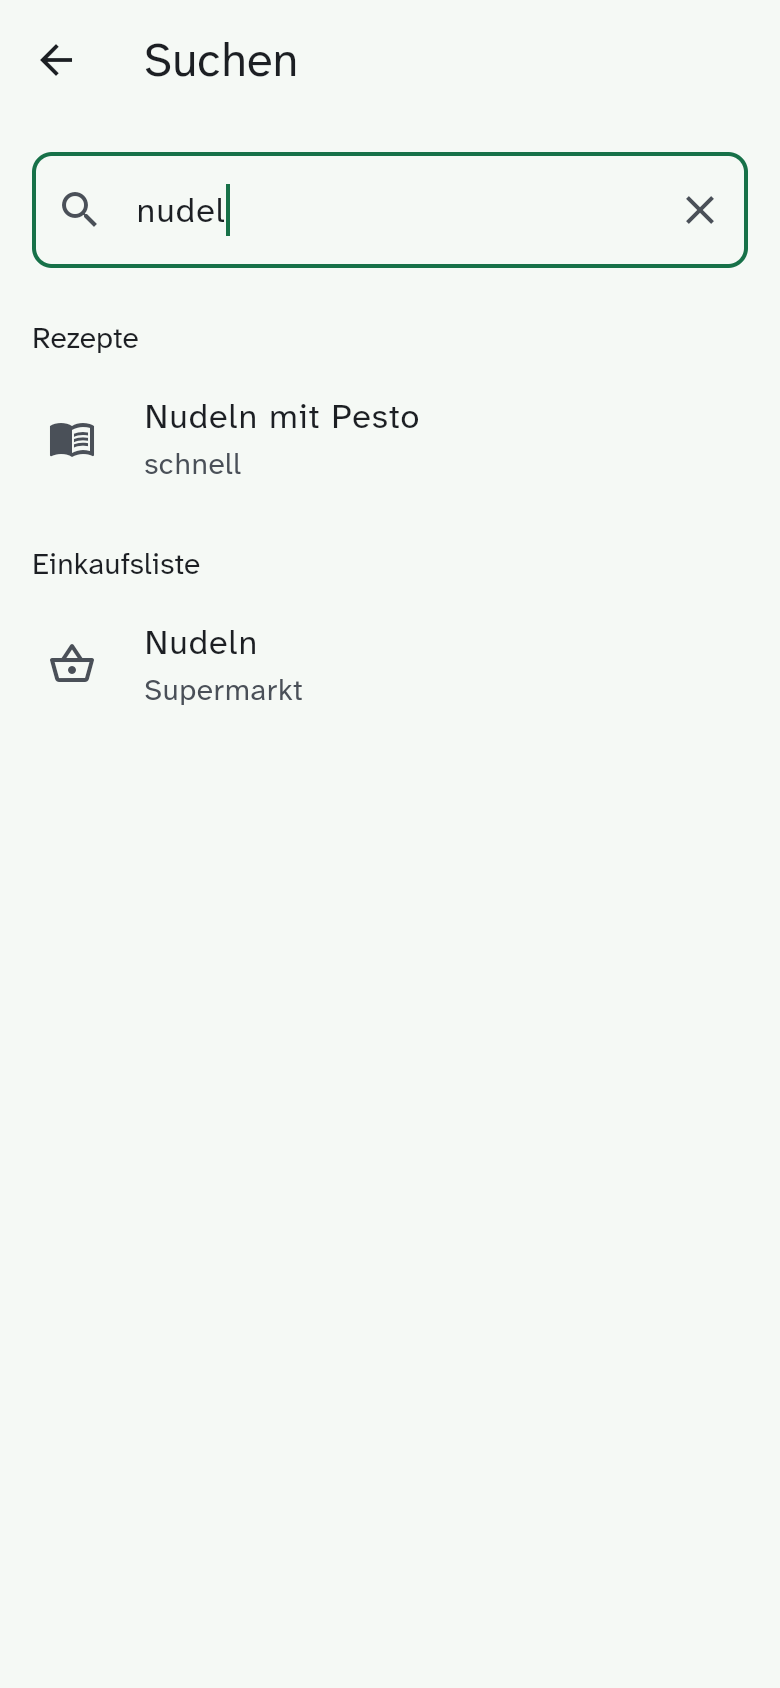 Suchen
nudel
Rezepte
Nudeln mit Pesto
schnell
Einkaufsliste
Nudeln
Supermarkt